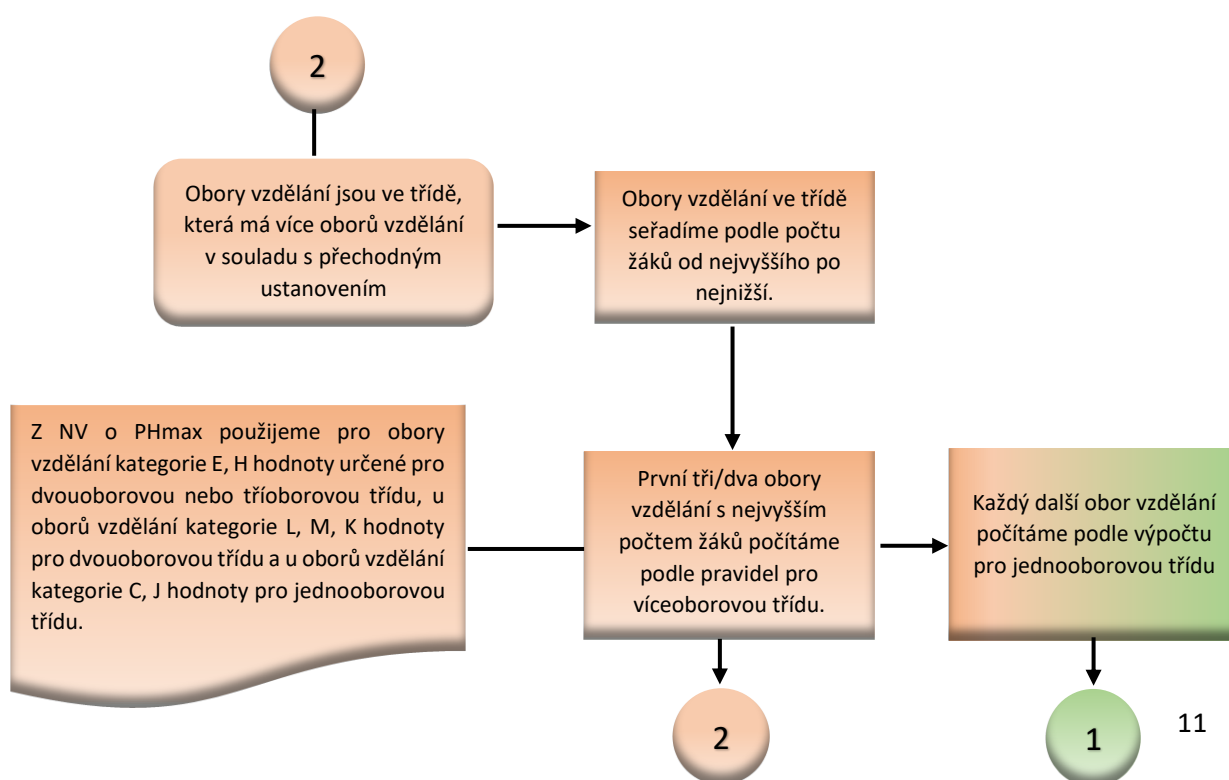 2
Obory vzdělání jsou ve třídě,
která má více oborů vzdělání
v souladu s přechodným
ustanovením
Obory vzdělání ve třídě
seřadíme podle počtu
žáků od nejvyššího po
nejnižší.
Z NV o PHmax použijeme pro obory
vzdělání kategorie E, H hodnoty určené pro
dvouoborovou nebo tříoborovou třídu, u
oborů vzdělání kategorie L, M, K hodnoty
pro dvouoborovou třídu a u oborů vzdělání
kategorie C, J hodnoty pro jednooborovou
třídu.
První tři/dva obory
vzdělání s nejvyšším
počtem žáků počítáme
podle pravidel pro
víceoborovou třídu.
Každý další obor vzdělání
počítáme podle výpočtu
pro jednooborovou třídu
2
1
11